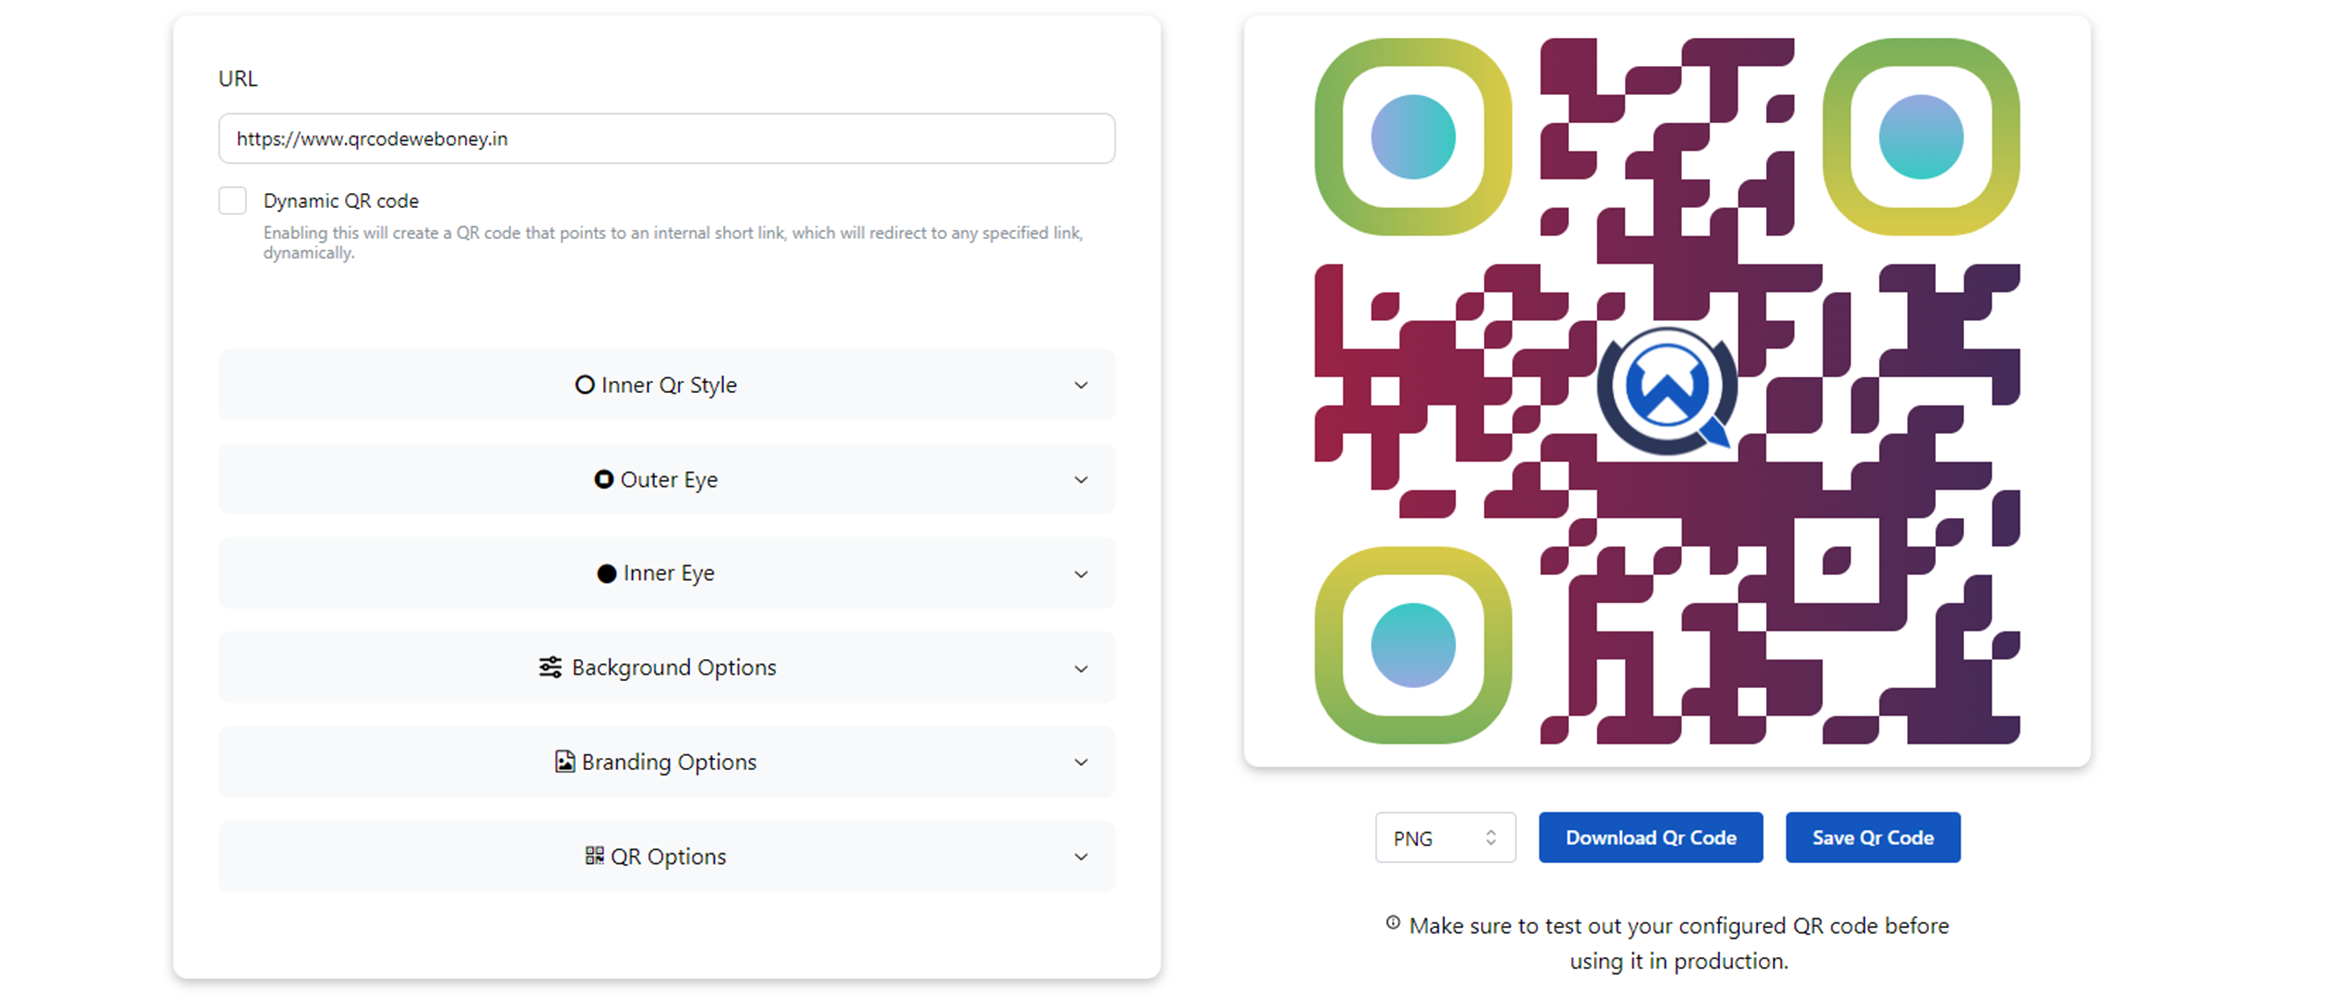 URL
https://www.qrcodeweboney.in
Dynamic QR code
Enabling this will create a QR code that points to an internal short link, which will redirect to any specified link,
dynamically.
Inner Qr Style
Outer Eye
Inner Eye
Background Options
Branding Options
QR Options
PNG
Download Qr Code
Save Qr Code
Make sure to test out your configured QR code before
using it in production.